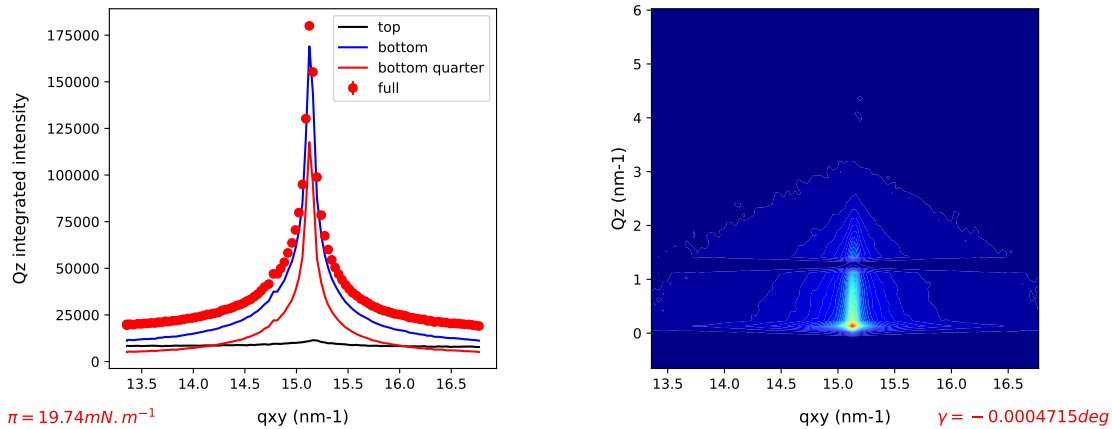 175000
150000
125000
100000
75000
50000
25000
0
Qz integrated intensity
top
bottom
bottom quarter
full
13.5 14.0 14.5 15.0 15.5 16.0 16.5
qxy (nm-1)
π = 19.74mN.m⁻¹
6
5
4
3
2
1
0
Qz (nm-1)
13.5 14.0 14.5 15.0 15.5 16.0 16.5
qxy (nm-1)
γ = −0.0004715deg